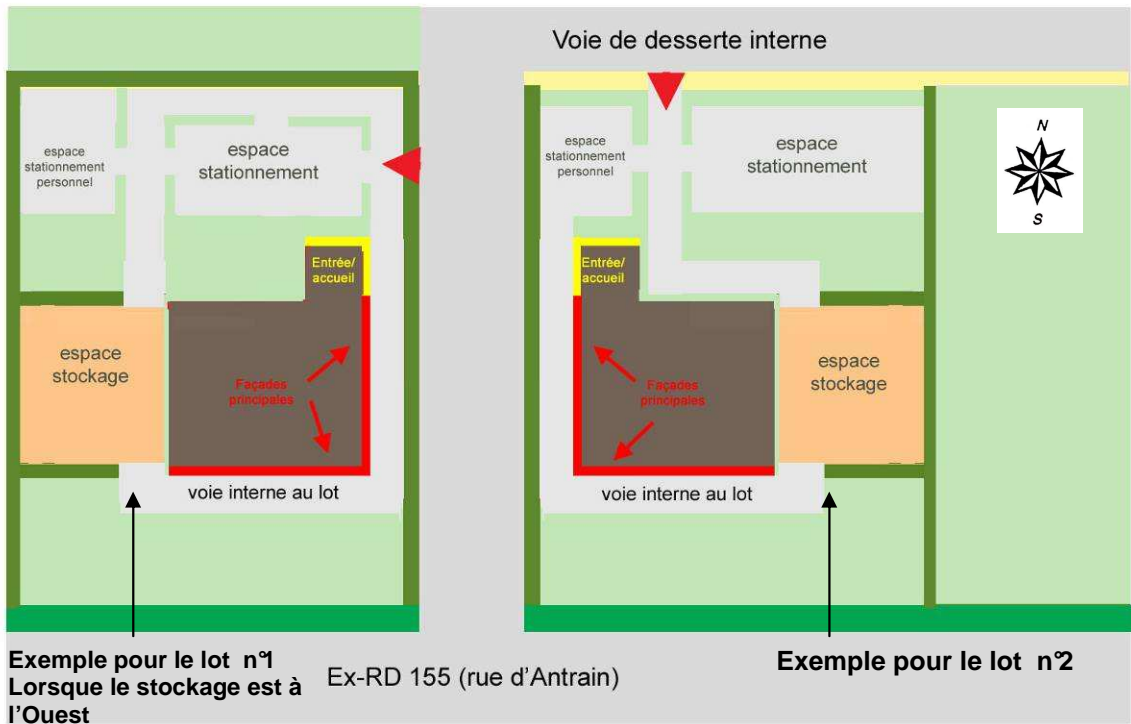 Voie de desserte interne
espace
stationnement
personnel
espace
stationnement
Entrée/
accueil
espace
stockage
Façades
principales
voie interne au lot
espace
stationnement
personnel
espace
stationnement
N
S
Entrée/
accueil
Façades
principales
espace
stockage
voie interne au lot
Exemple pour le lot n°1
Lorsque le stockage est à
l'Ouest
Ex-RD 155 (rue d'Antrain)
Exemple pour le lot n°2